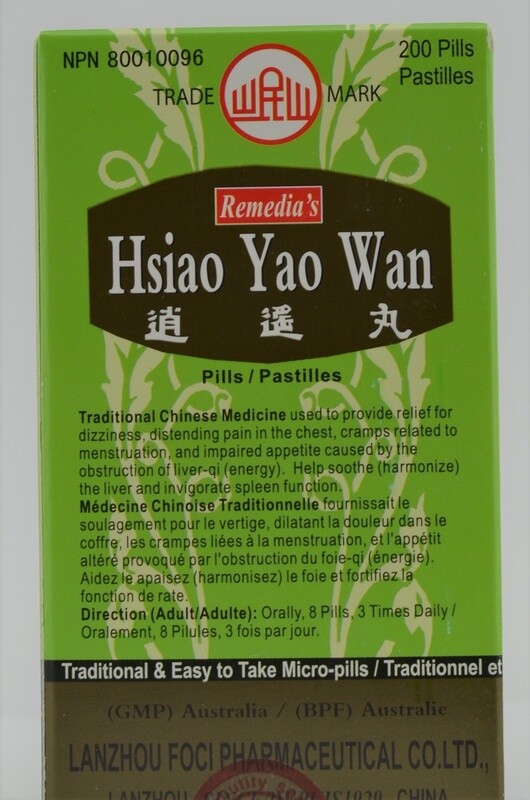 NPN 80010096
200 Pills
Pastilles
TRADE MARK
Remedia's
Hsiao Yao Wan
逍遙丸
Pills / Pastilles
Traditional Chinese Medicine used to provide relief for
dizziness, distending pain in the chest, cramps related to
menstruation, and impaired appetite caused by the
obstruction of liver-qi (energy). Help soothe (harmonize)
the liver and invigorate spleen function.
Médecine Chinoise Traditionnelle fournissait le
soulagement pour le vertige, dilatant la douleur dans le
coffre, les crampes liées à la menstruation, et l'appétit
altéré provoqué par l'obstruction du foie-qi (énergie).
Aidez le apaisez (harmonisez) le foie et fortifiez la
fonction de rate.
Direction (Adult/Adulte): Orally, 8 Pills, 3 Times Daily /
Oralement, 8 Pilules, 3 fois par jour.
Traditional & Easy to Take Micro-pills / Traditionnel et
(GMP) Australia / (BPF) Australie
LANZHOU FOCI PHARMACEUTICAL CO.LTD.,
LANZHOU CHINA